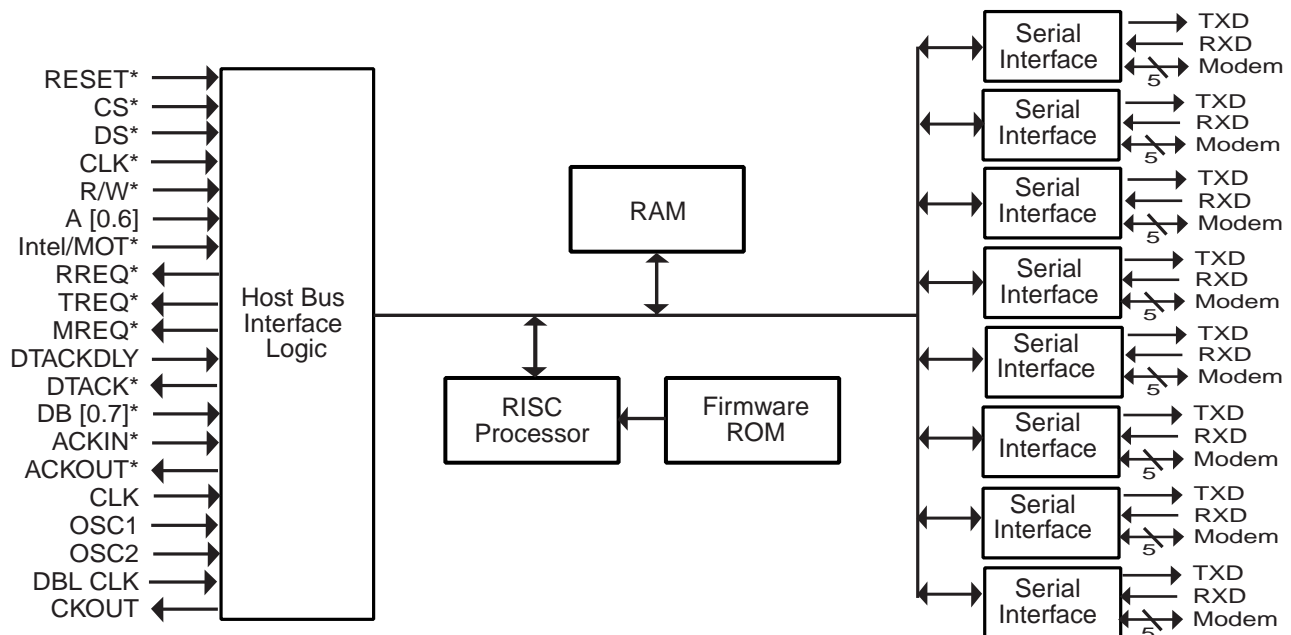 RESET*
CS*
DS*
CLK*
R/W*
A [0.6]
Intel/MOT*
RREQ*
TREQ*
MREQ*
DTACKDLY
DTACK*
DB [0.7]*
ACKIN*
ACKOUT*
CLK
OSC1
OSC2
DBL CLK
CKOUT
Host Bus
Interface
Logic
RAM
RISC
Processor
Firmware
ROM
Serial
Interface
TXD
RXD
Modem
5
Serial
Interface
TXD
RXD
Modem
5
Serial
Interface
TXD
RXD
Modem
5
Serial
Interface
TXD
RXD
Modem
5
Serial
Interface
TXD
RXD
Modem
5
Serial
Interface
TXD
RXD
Modem
5
Serial
Interface
TXD
RXD
Modem
5
Serial
Interface
TXD
RXD
Modem
5